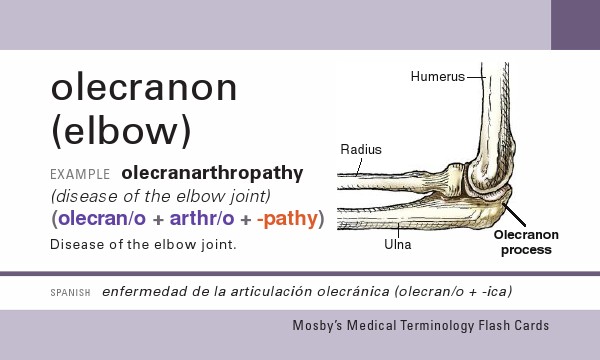 olecranon
(elbow)
EXAMPLE olecranarthropathy
(disease of the elbow joint)
(olecran/o + arthr/o + -pathy)
Disease of the elbow joint.
Humerus
Radius
Ulna
Olecranon
process
SPANISH enfermedad de la articulación olecránica (olecran/o + -ica)
Mosby's Medical Terminology Flash Cards